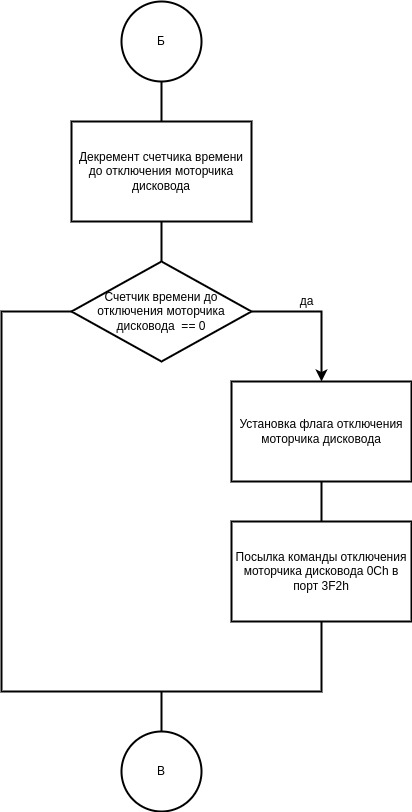 Б
Декремент счетчика времени
до отключения моторчика
дисковода
Счетчик времени до
отключения моторчика
дисковода == 0
да
Установка флага отключения
моторчика дисковода
Посылка команды отключения
моторчика дисковода 0Ch в
порт 3F2h
В